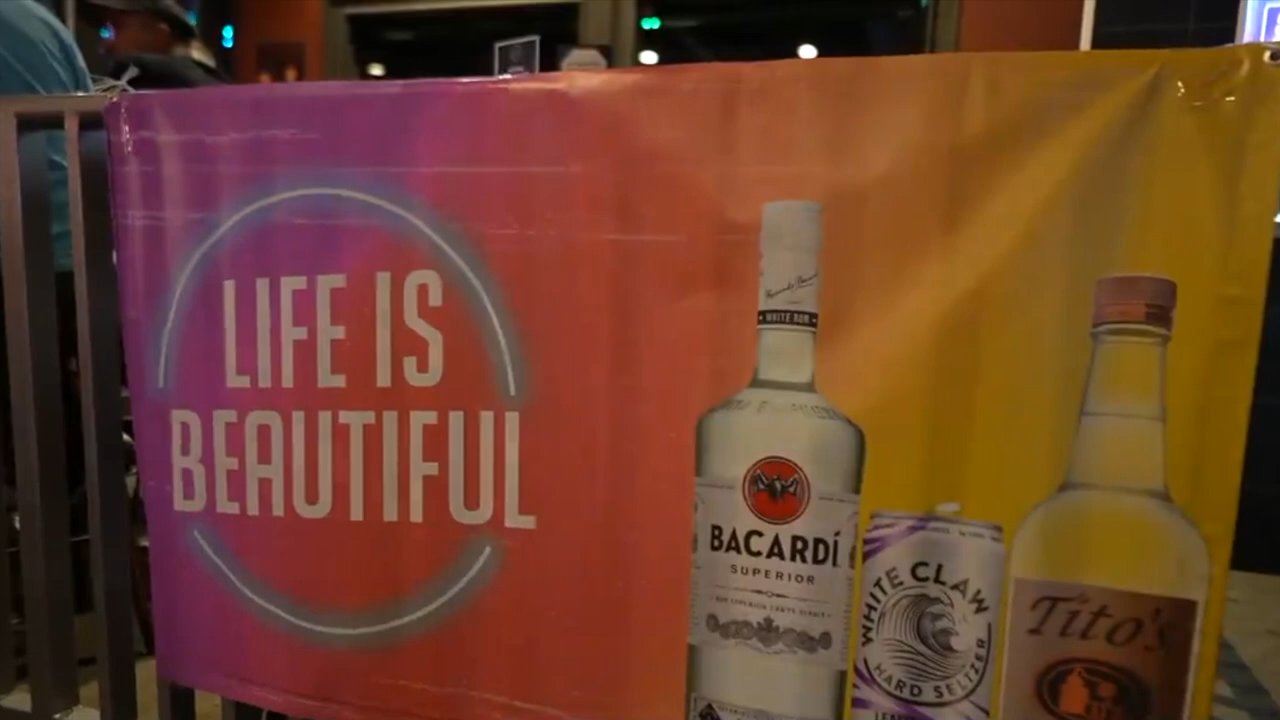 LIFE IS
BEAUTIFUL
WHITE RUM
BACARDÍ
SUPERIOR
WHITE CLAW
HARD SELTZER
Tito's